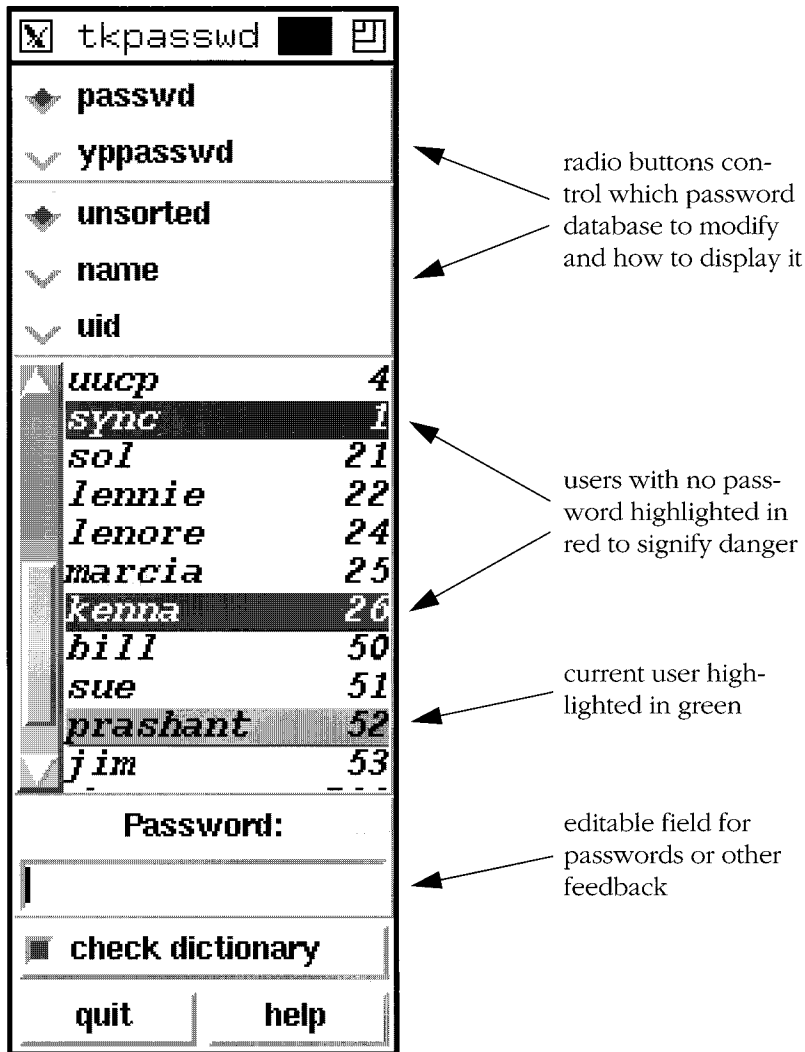 tkpasswd
passwd
yppasswd
unsorted
name
uid
uucp 4
sync 1
sol 21
lennie 22
lenore 24
marcia 25
kenna 26
bill 50
sue 51
prashant 52
jim 53
Password:
check dictionary
quit help
radio buttons con-
trol which password
database to modify
and how to display it
users with no pass-
word highlighted in
red to signify danger
current user high-
lighted in green
editable field for
passwords or other
feedback